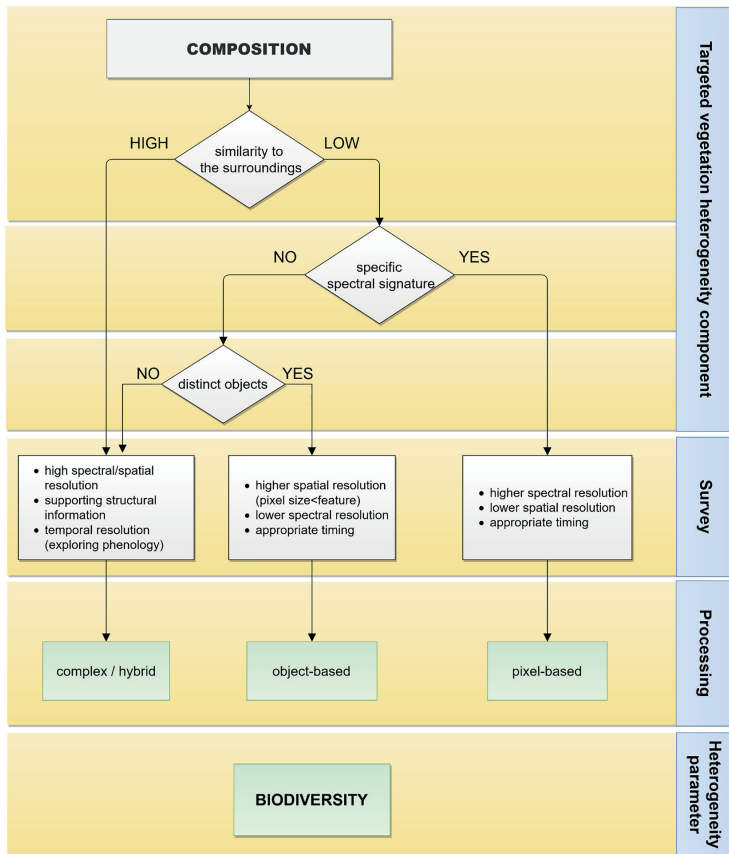 COMPOSITION
HIGH
LOW
similarity to
the surroundings
NO
YES
specific
spectral signature
NO
YES
distinct objects
Targeted vegetation heterogeneity component
• high spectral/spatial
resolution
• supporting structural
information
• temporal resolution
(exploring phenology)
• higher spatial resolution
(pixel size<feature)
• lower spectral resolution
• appropriate timing
• higher spectral resolution
• lower spatial resolution
• appropriate timing
Survey
complex / hybrid
object-based
pixel-based
Processing
BIODIVERSITY
Heterogeneity
parameter